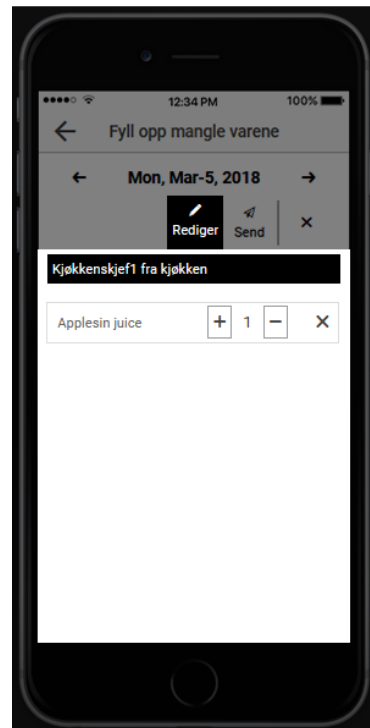 12:34 PM 100%
Fyll opp mangle varene
Mon, Mar-5, 2018
Rediger Send
Kjøkkenskjef1 fra kjøkken
Applesin juice + 1 −